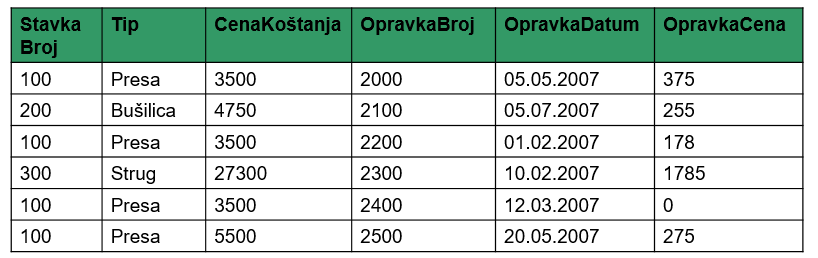 Stavka Broj Tip CenaKoštanja OpravkaBroj OpravkaDatum OpravkaCena
100 Presa 3500 2000 05.05.2007 375
200 Bušilica 4750 2100 05.07.2007 255
100 Presa 3500 2200 01.02.2007 178
300 Strug 27300 2300 10.02.2007 1785
100 Presa 3500 2400 12.03.2007 0
100 Presa 5500 2500 20.05.2007 275